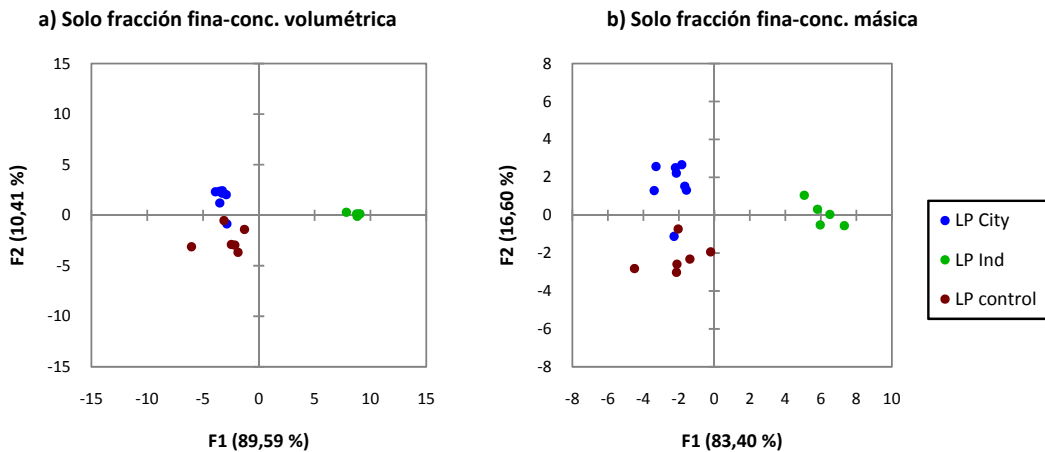 a) Solo fracción fina-conc. volumétrica
15
10
5
0
-5
-10
-15
-15 -10 -5 0 5 10 15
F2 (10,41 %)
F1 (89,59 %)
b) Solo fracción fina-conc. másica
8
6
4
2
0
-2
-4
-6
-8
-8 -6 -4 -2 0 2 4 6 8 10
F2 (16,60 %)
F1 (83,40 %)
LP City
LP Ind
LP control